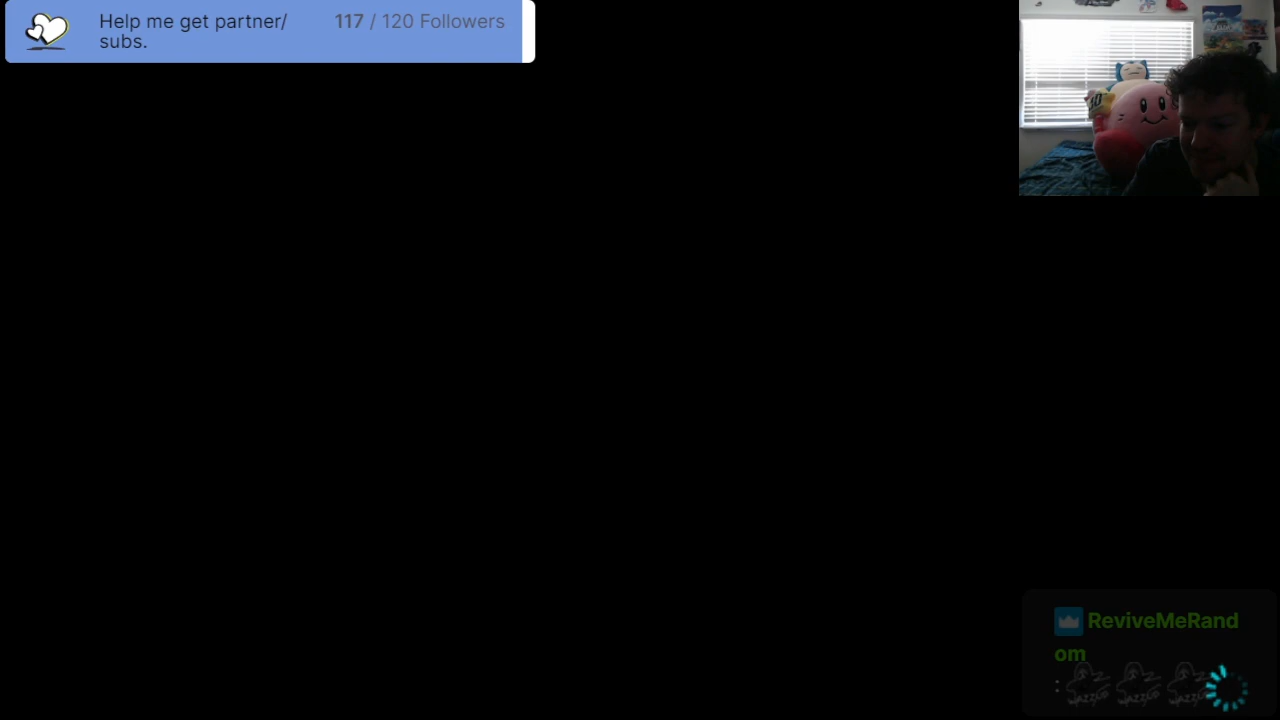 Help me get partner/
subs.
117 / 120 Followers
ReviveMeRand
om
: